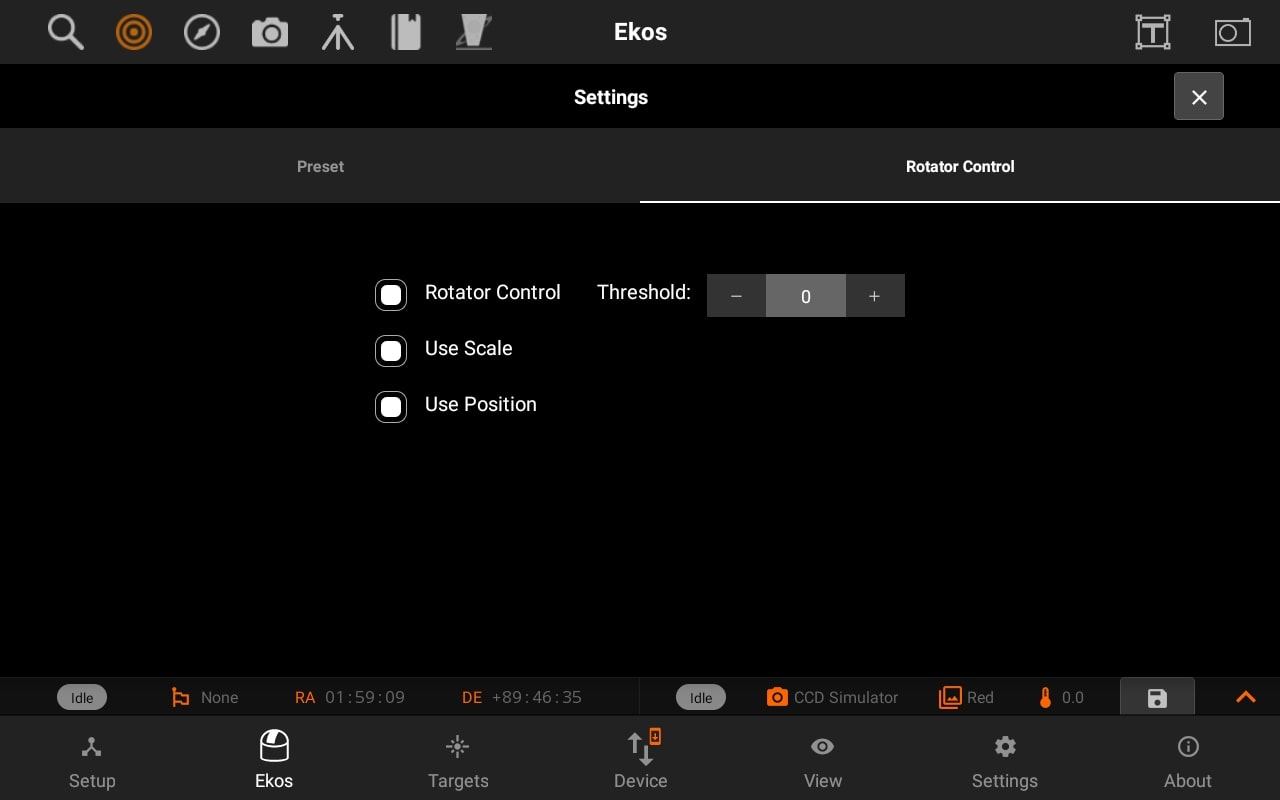 Ekos
T
Settings
Preset
Rotator Control
Rotator Control Threshold: − 0 +
Use Scale
Use Position
Idle None RA 01:59:09 DE +89:46:35 Idle CCD Simulator Red 0.0
Setup Ekos Targets Device View Settings About